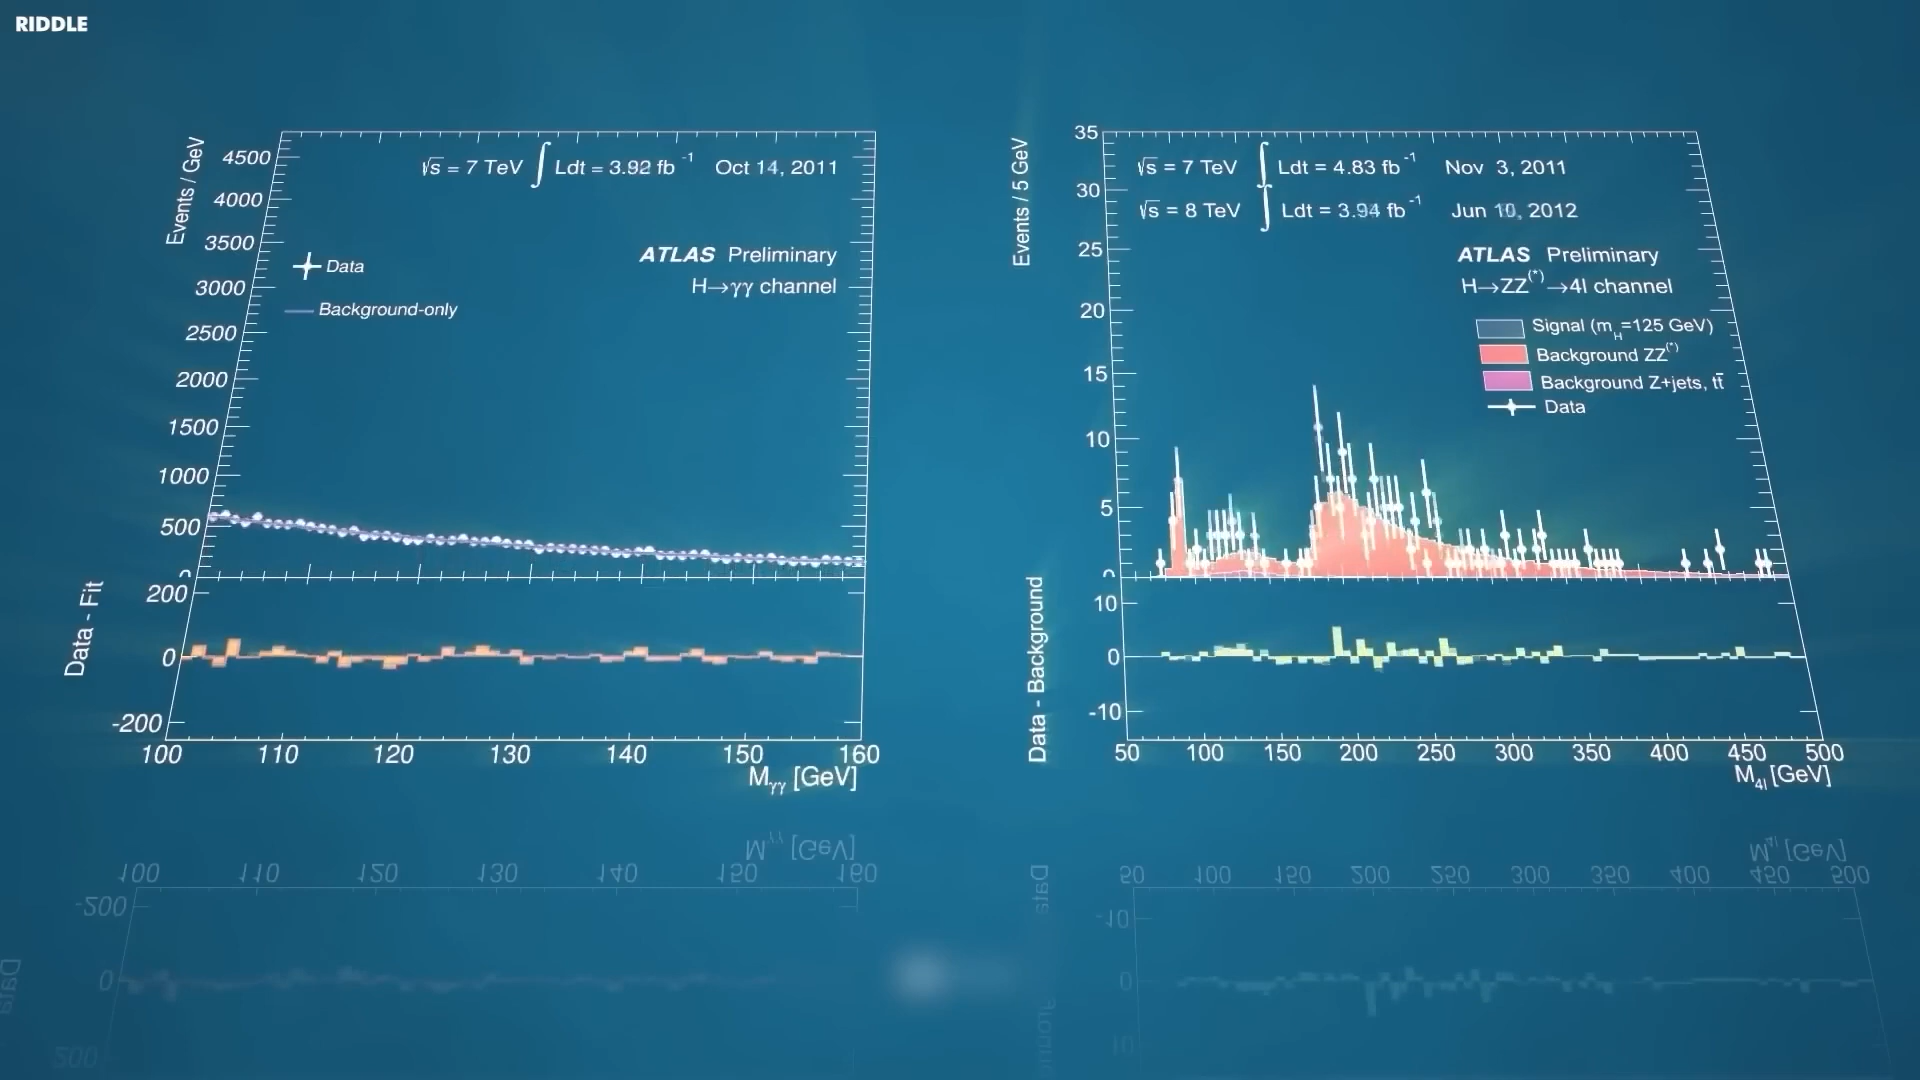 RIDDLE
Events / GeV
4500
4000
3500
3000
2500
2000
1500
1000
500
0
√s = 7 TeV ∫ Ldt = 3.92 fb⁻¹ Oct 14, 2011
ATLAS Preliminary
H→γγ channel
Data
Background-only
Data - Fit
200
0
-200
100 110 120 130 140 150 160
Mγγ [GeV]
Events / 5 GeV
35
30
25
20
15
10
5
0
√s = 7 TeV ∫ Ldt = 4.83 fb⁻¹ Nov 3, 2011
√s = 8 TeV ∫ Ldt = 3.94 fb⁻¹ Jun 10, 2012
ATLAS Preliminary
H→ZZ(*)→4l channel
Signal (mH=125 GeV)
Background ZZ(*)
Background Z+jets, tt̄
Data
Data - Background
10
0
-10
50 100 150 200 250 300 350 400 450 500
M4l [GeV]